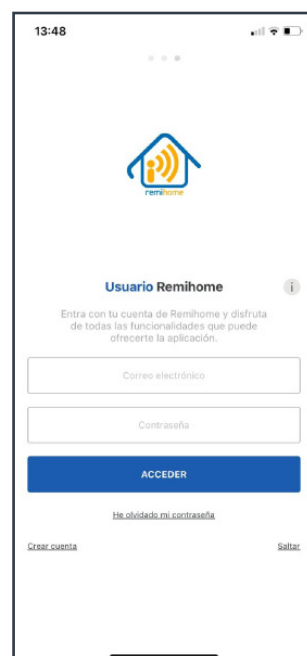 13:48
remihome
Usuario Remihome
i
Entra con tu cuenta de Remihome y disfruta
de todas las funcionalidades que puede
ofrecerte la aplicación.
Correo electrónico
Contraseña
ACCEDER
He olvidado mi contraseña
Crear cuenta
Saltar